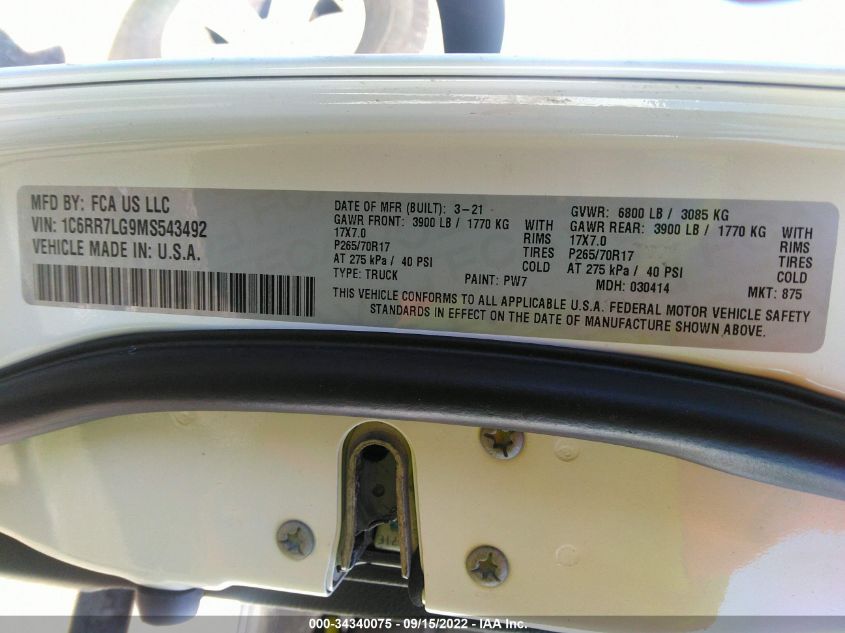 MFD BY: FCA US LLC
VIN: 1C6RR7LG9MS543492
VEHICLE MADE IN: U.S.A.
DATE OF MFR (BUILT): 3-21
GAWR FRONT: 3900 LB / 1770 KG WITH
17X7.0 RIMS
P265/70R17 TIRES
AT 275 kPa / 40 PSI COLD
TYPE: TRUCK PAINT: PW7
GVWR: 6800 LB / 3085 KG
GAWR REAR: 3900 LB / 1770 KG WITH
17X7.0 RIMS
P265/70R17 TIRES
AT 275 kPa / 40 PSI COLD
MDH: 030414 MKT: 875
THIS VEHICLE CONFORMS TO ALL APPLICABLE U.S.A. FEDERAL MOTOR VEHICLE SAFETY
STANDARDS IN EFFECT ON THE DATE OF MANUFACTURE SHOWN ABOVE.
000-34340075 - 09/15/2022 - IAA Inc.